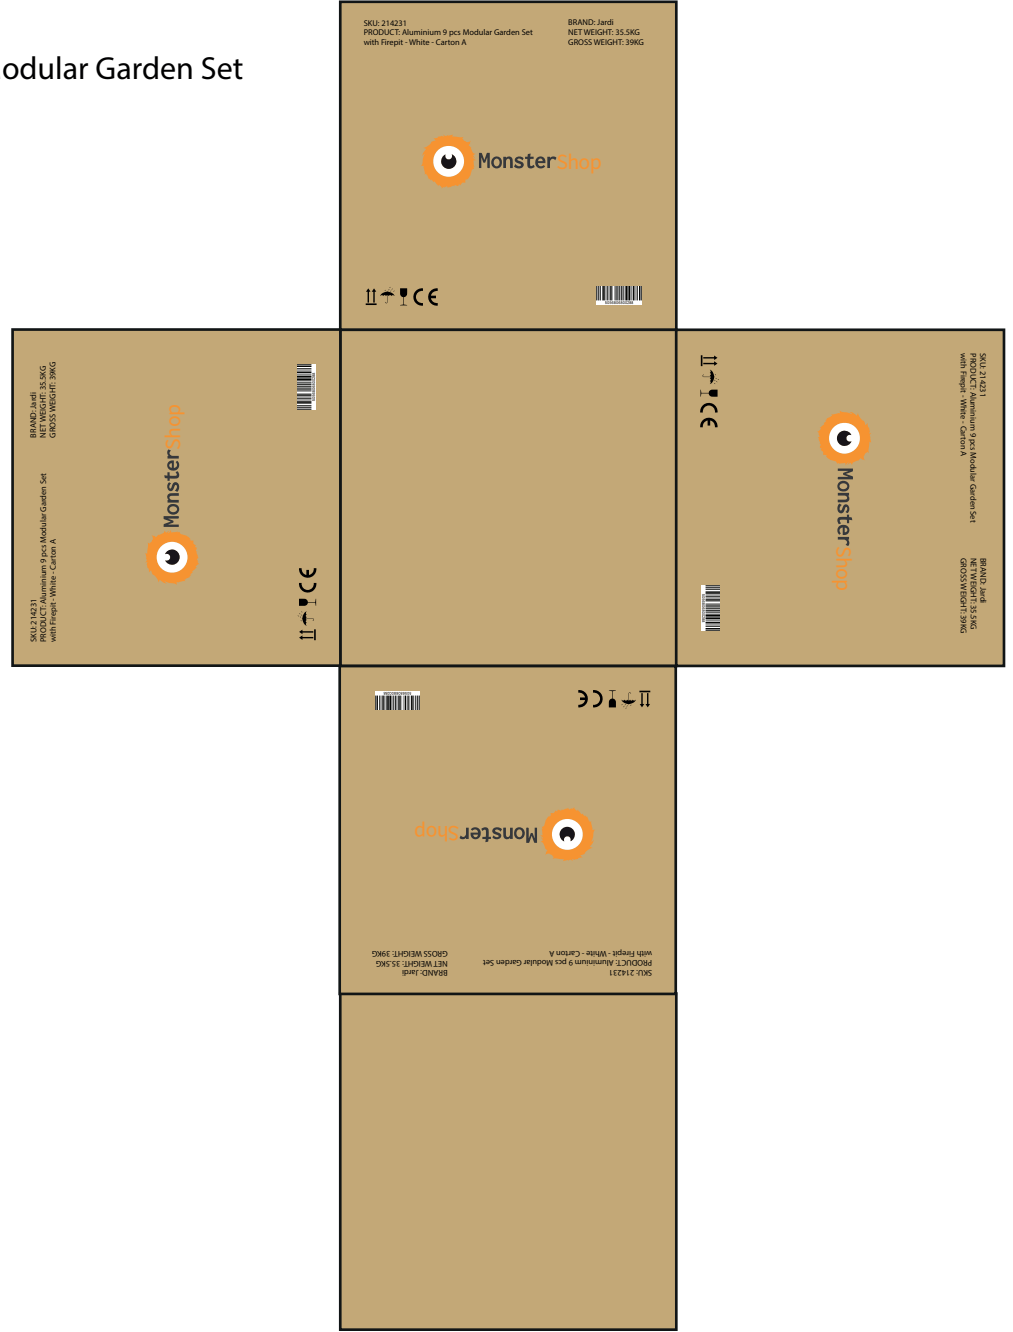 odular Garden Set
SKU: 214231
PRODUCT: Aluminium 9 pcs Modular Garden Set
with Firepit - White - Carton A
BRAND: Jardi
NET WEIGHT: 35.5KG
GROSS WEIGHT: 39KG
MonsterShop
CE
BRAND: Jardi
NET WEIGHT: 35.5KG
GROSS WEIGHT: 39KG
SKU: 214231
PRODUCT: Aluminium 9 pcs Modular Garden Set
with Firepit - White - Carton A
MonsterShop
CE
CE
MonsterShop
SKU: 214231
PRODUCT: Aluminium 9 pcs Modular Garden Set
with Firepit - White - Carton A
BRAND: Jardi
NET WEIGHT: 35.5KG
GROSS WEIGHT: 39KG
CE
MonsterShop
SKU: 214231
PRODUCT: Aluminium 9 pcs Modular Garden Set
with Firepit - White - Carton A
BRAND: Jardi
NET WEIGHT: 35.5KG
GROSS WEIGHT: 39KG